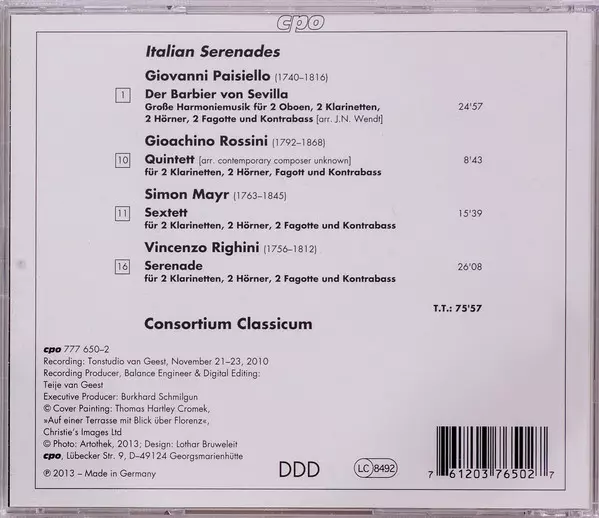 cpo
Italian Serenades
Giovanni Paisiello (1740–1816)
1 Der Barbier von Sevilla
Große Harmoniemusik für 2 Oboen, 2 Klarinetten, 24'57
2 Hörner, 2 Fagotte und Kontrabass [arr. J.N. Wendt]
Gioachino Rossini (1792–1868)
10 Quintett [arr. contemporary composer unknown] 8'43
für 2 Klarinetten, 2 Hörner, Fagott und Kontrabass
Simon Mayr (1763–1845)
11 Sextett 15'39
für 2 Klarinetten, 2 Hörner, 2 Fagotte und Kontrabass
Vincenzo Righini (1756–1812)
16 Serenade 26'08
für 2 Klarinetten, 2 Hörner, 2 Fagotte und Kontrabass
T.T.: 75'57
Consortium Classicum
cpo 777 650–2
Recording: Tonstudio van Geest, November 21–23, 2010
Recording Producer, Balance Engineer & Digital Editing:
Teije van Geest
Executive Producer: Burkhard Schmilgun
© Cover Painting: Thomas Hartley Cromek,
»Auf einer Terrasse mit Blick über Florenz«,
Christie's Images Ltd
© Photo: Artothek, 2013; Design: Lothar Bruweleit
cpo, Lübecker Str. 9, D–49124 Georgsmarienhütte
℗ 2013 – Made in Germany
DDD
LC 8492
7 61203 76502 7